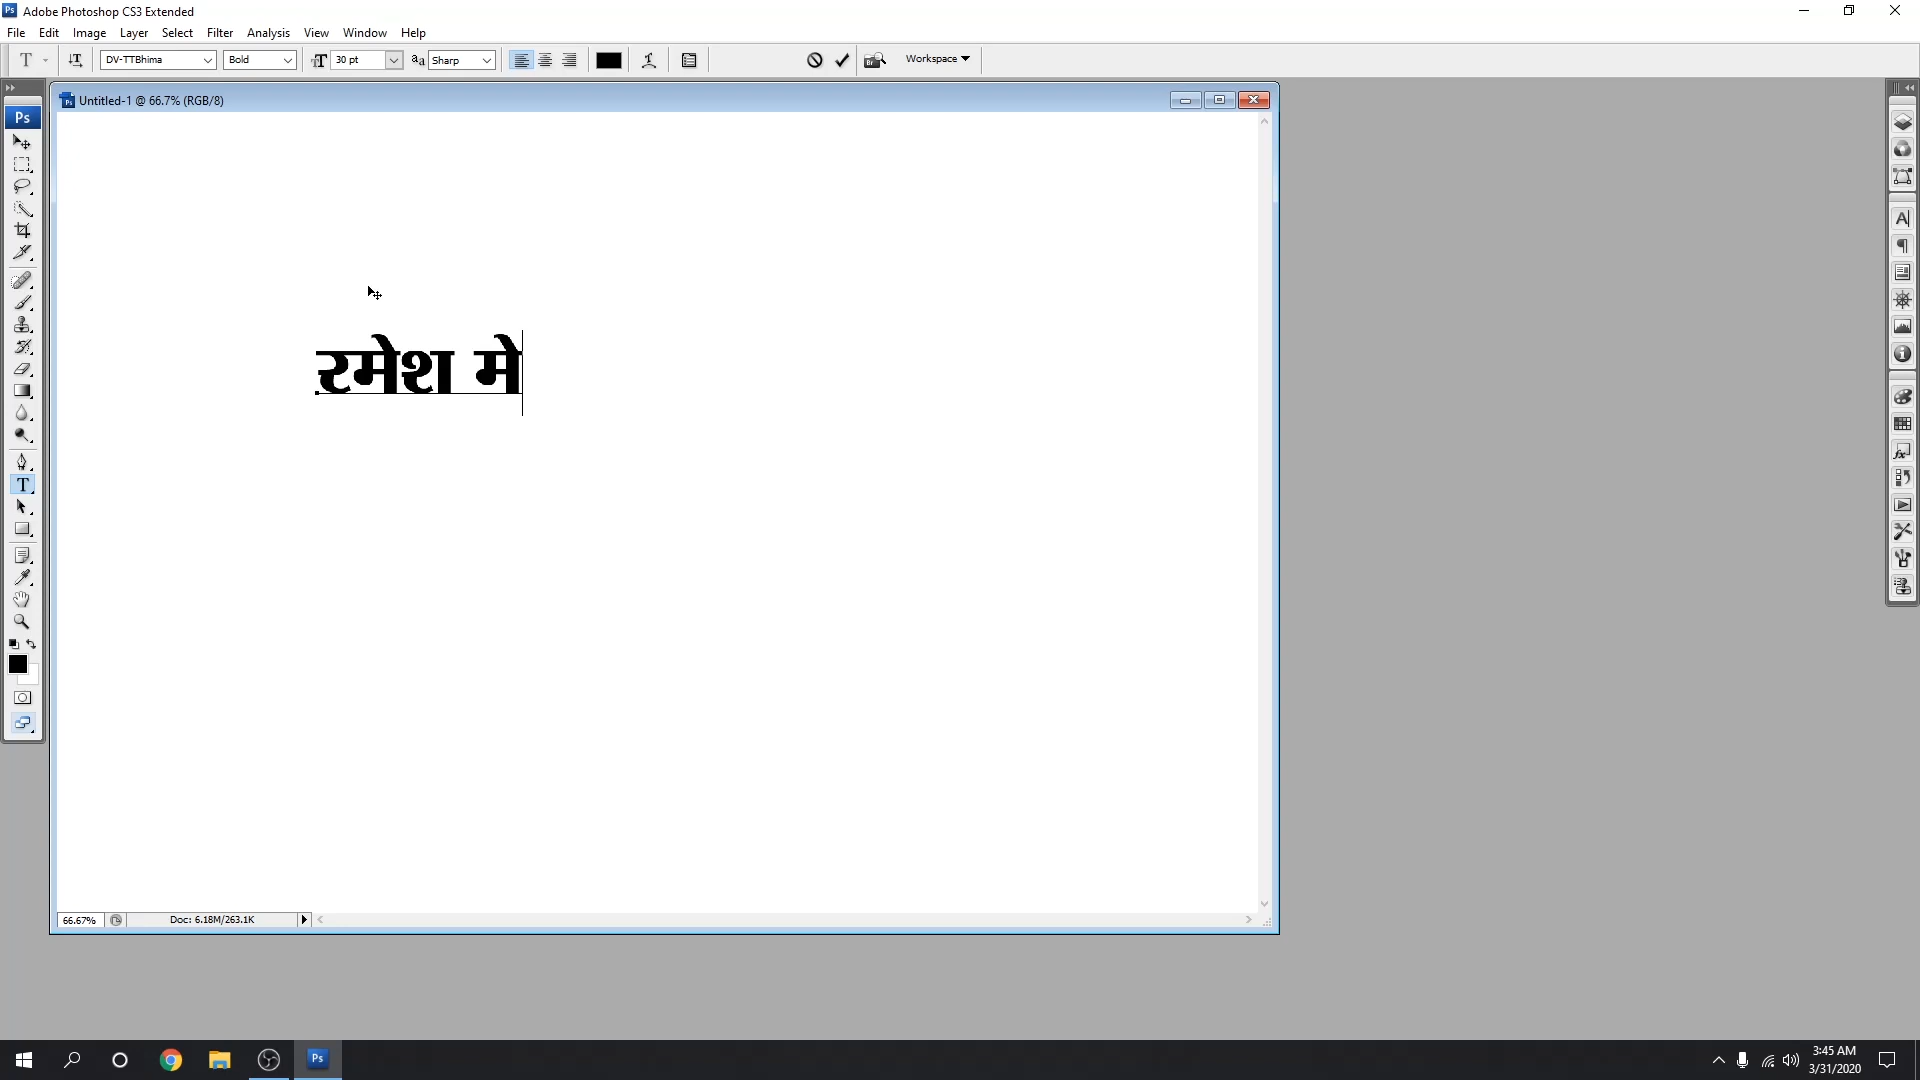 Adobe Photoshop CS3 Extended
File Edit Image Layer Select Filter Analysis View Window Help
DV-TTBhima Bold 30 pt Sharp Workspace
Untitled-1 @ 66.7% (RGB/8)
Ps
रमेश मे
66.67% Doc: 6.18M/263.1K
3:45 AM
3/31/2020